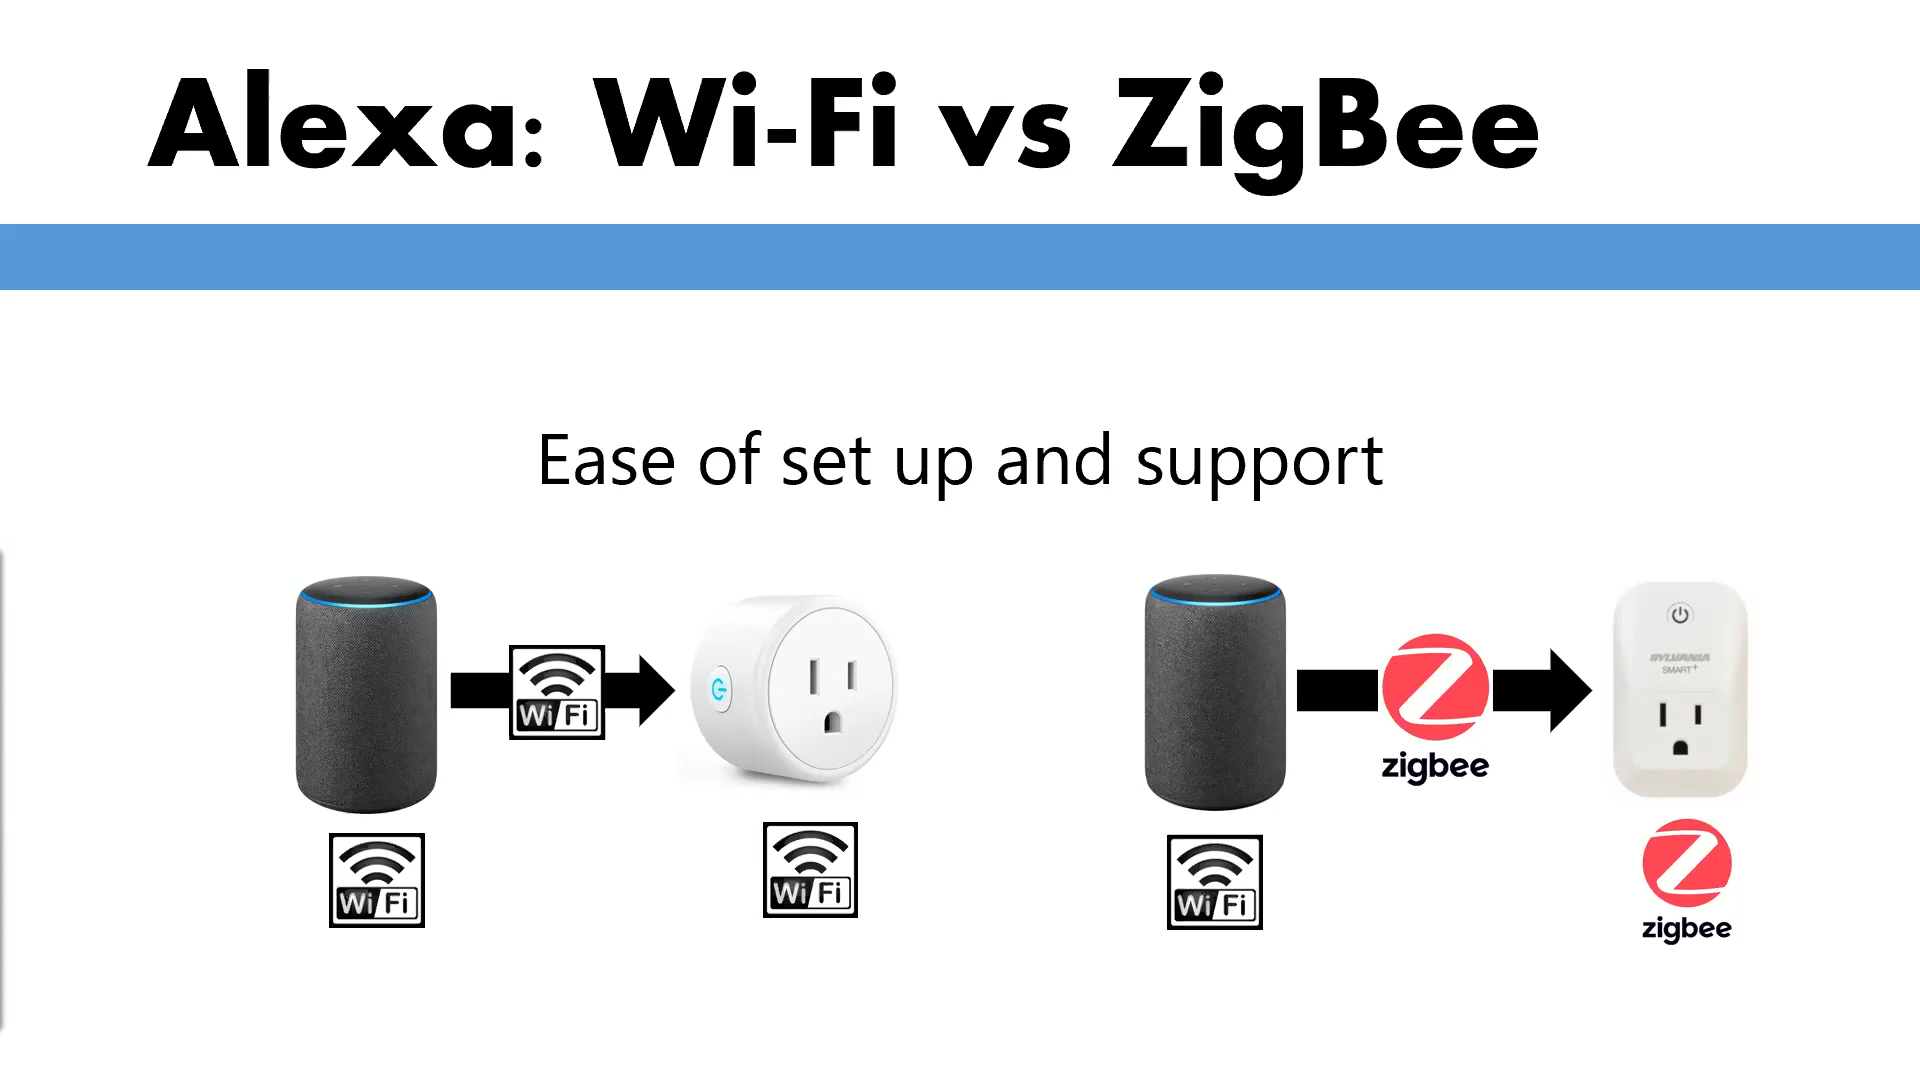 Alexa: Wi-Fi vs ZigBee
Ease of set up and support
Wi Fi
zigbee
SYLVANIA
SMART+
Wi Fi
Wi Fi
Wi Fi
zigbee